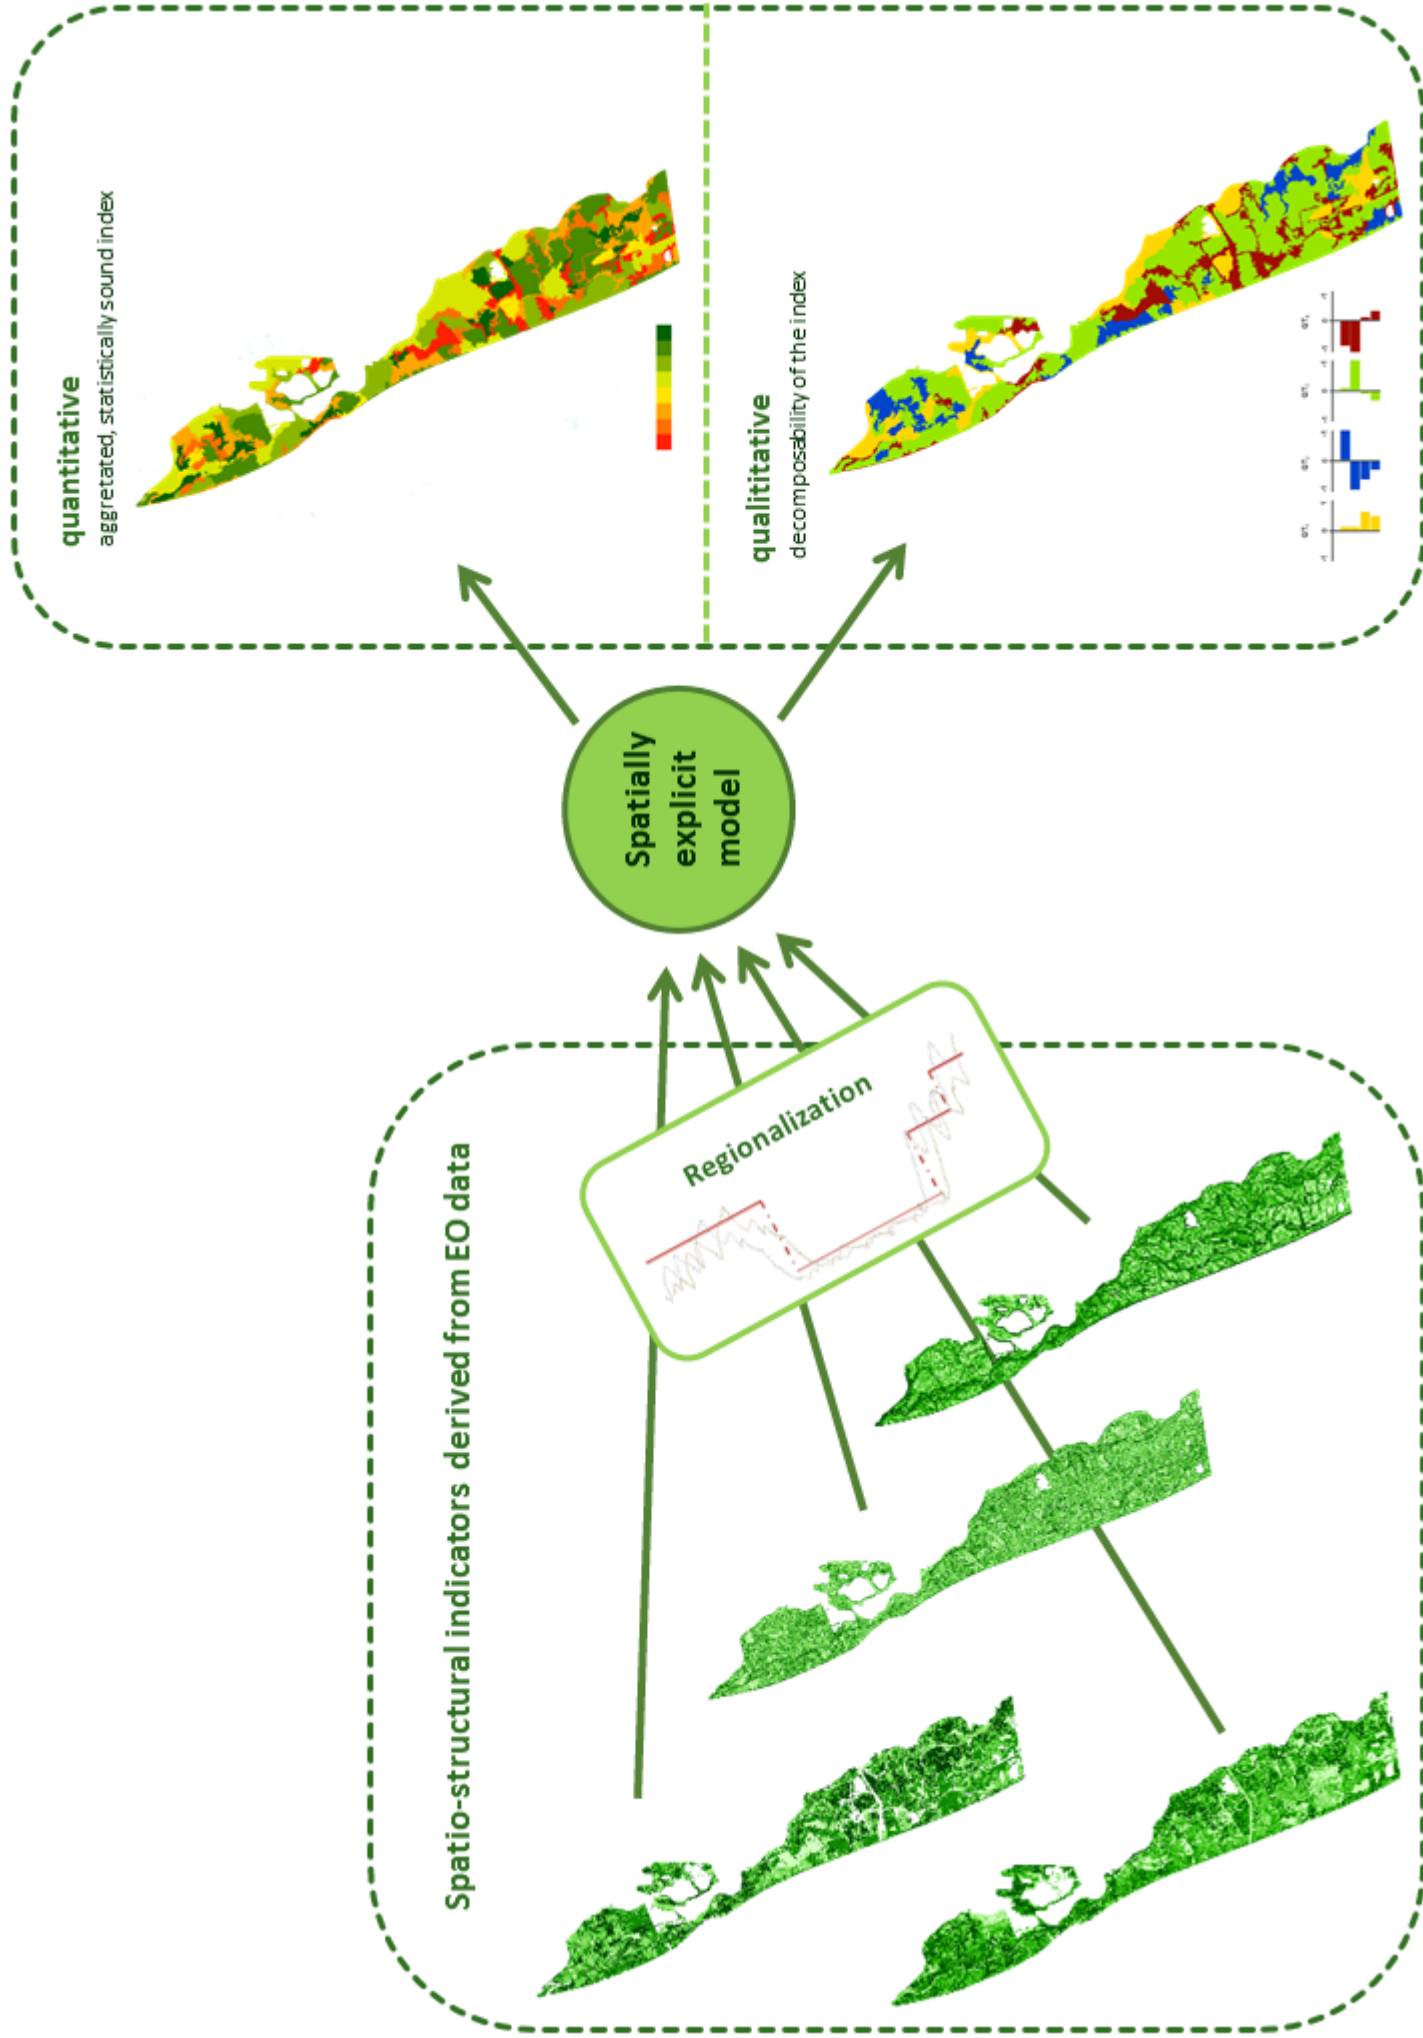 Spatio-structural indicators derived from EO data
Regionalization
Spatially
explicit
model
quantitative
aggretated, statistically sound index
qualititative
decomposability of the index